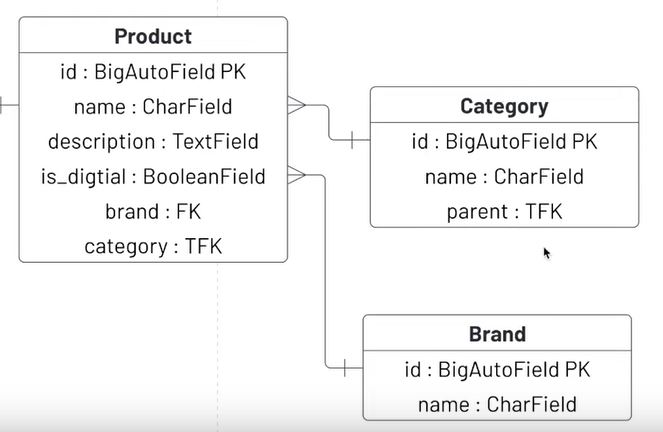 Product
id : BigAutoField PK
name : CharField
description : TextField
is_digtial : BooleanField
brand : FK
category : TFK
Category
id : BigAutoField PK
name : CharField
parent : TFK
Brand
id : BigAutoField PK
name : CharField